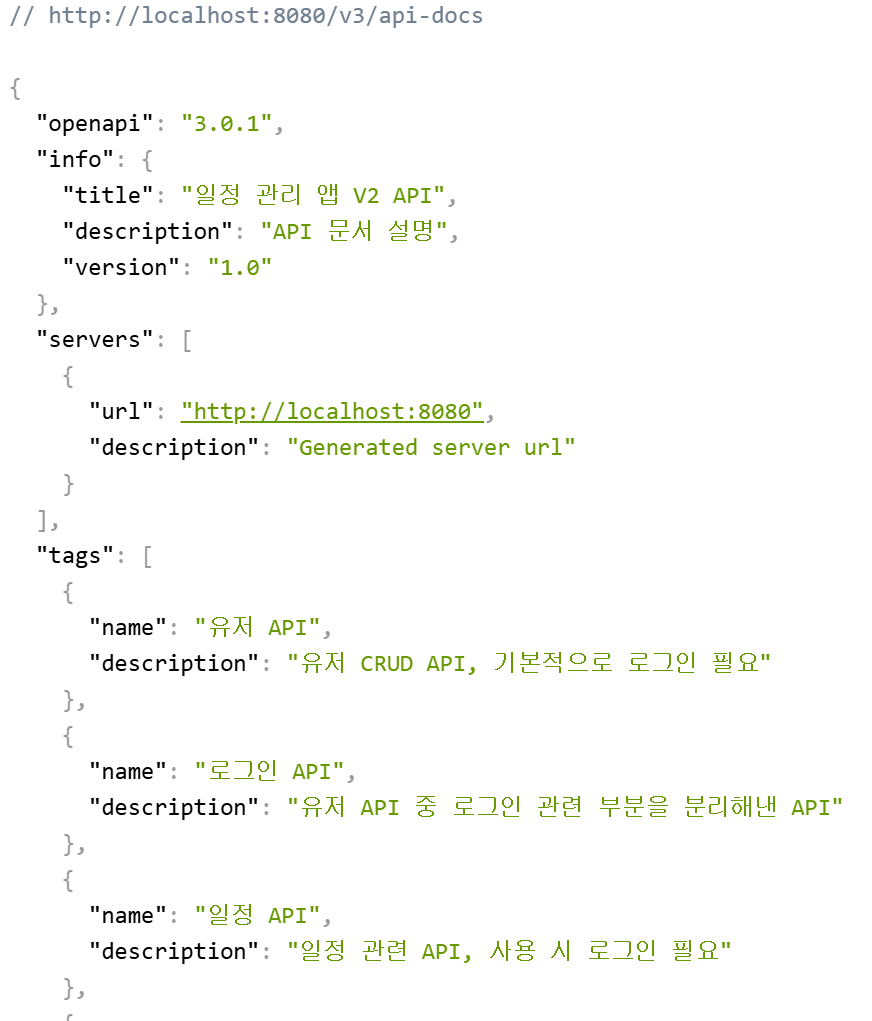 // http://localhost:8080/v3/api-docs
{
"openapi": "3.0.1",
"info": {
"title": "일정 관리 앱 V2 API",
"description": "API 문서 설명",
"version": "1.0"
},
"servers": [
{
"url": "http://localhost:8080",
"description": "Generated server url"
}
],
"tags": [
{
"name": "유저 API",
"description": "유저 CRUD API, 기본적으로 로그인 필요"
},
{
"name": "로그인 API",
"description": "유저 API 중 로그인 관련 부분을 분리해낸 API"
},
{
"name": "일정 API",
"description": "일정 관련 API, 사용 시 로그인 필요"
},
{